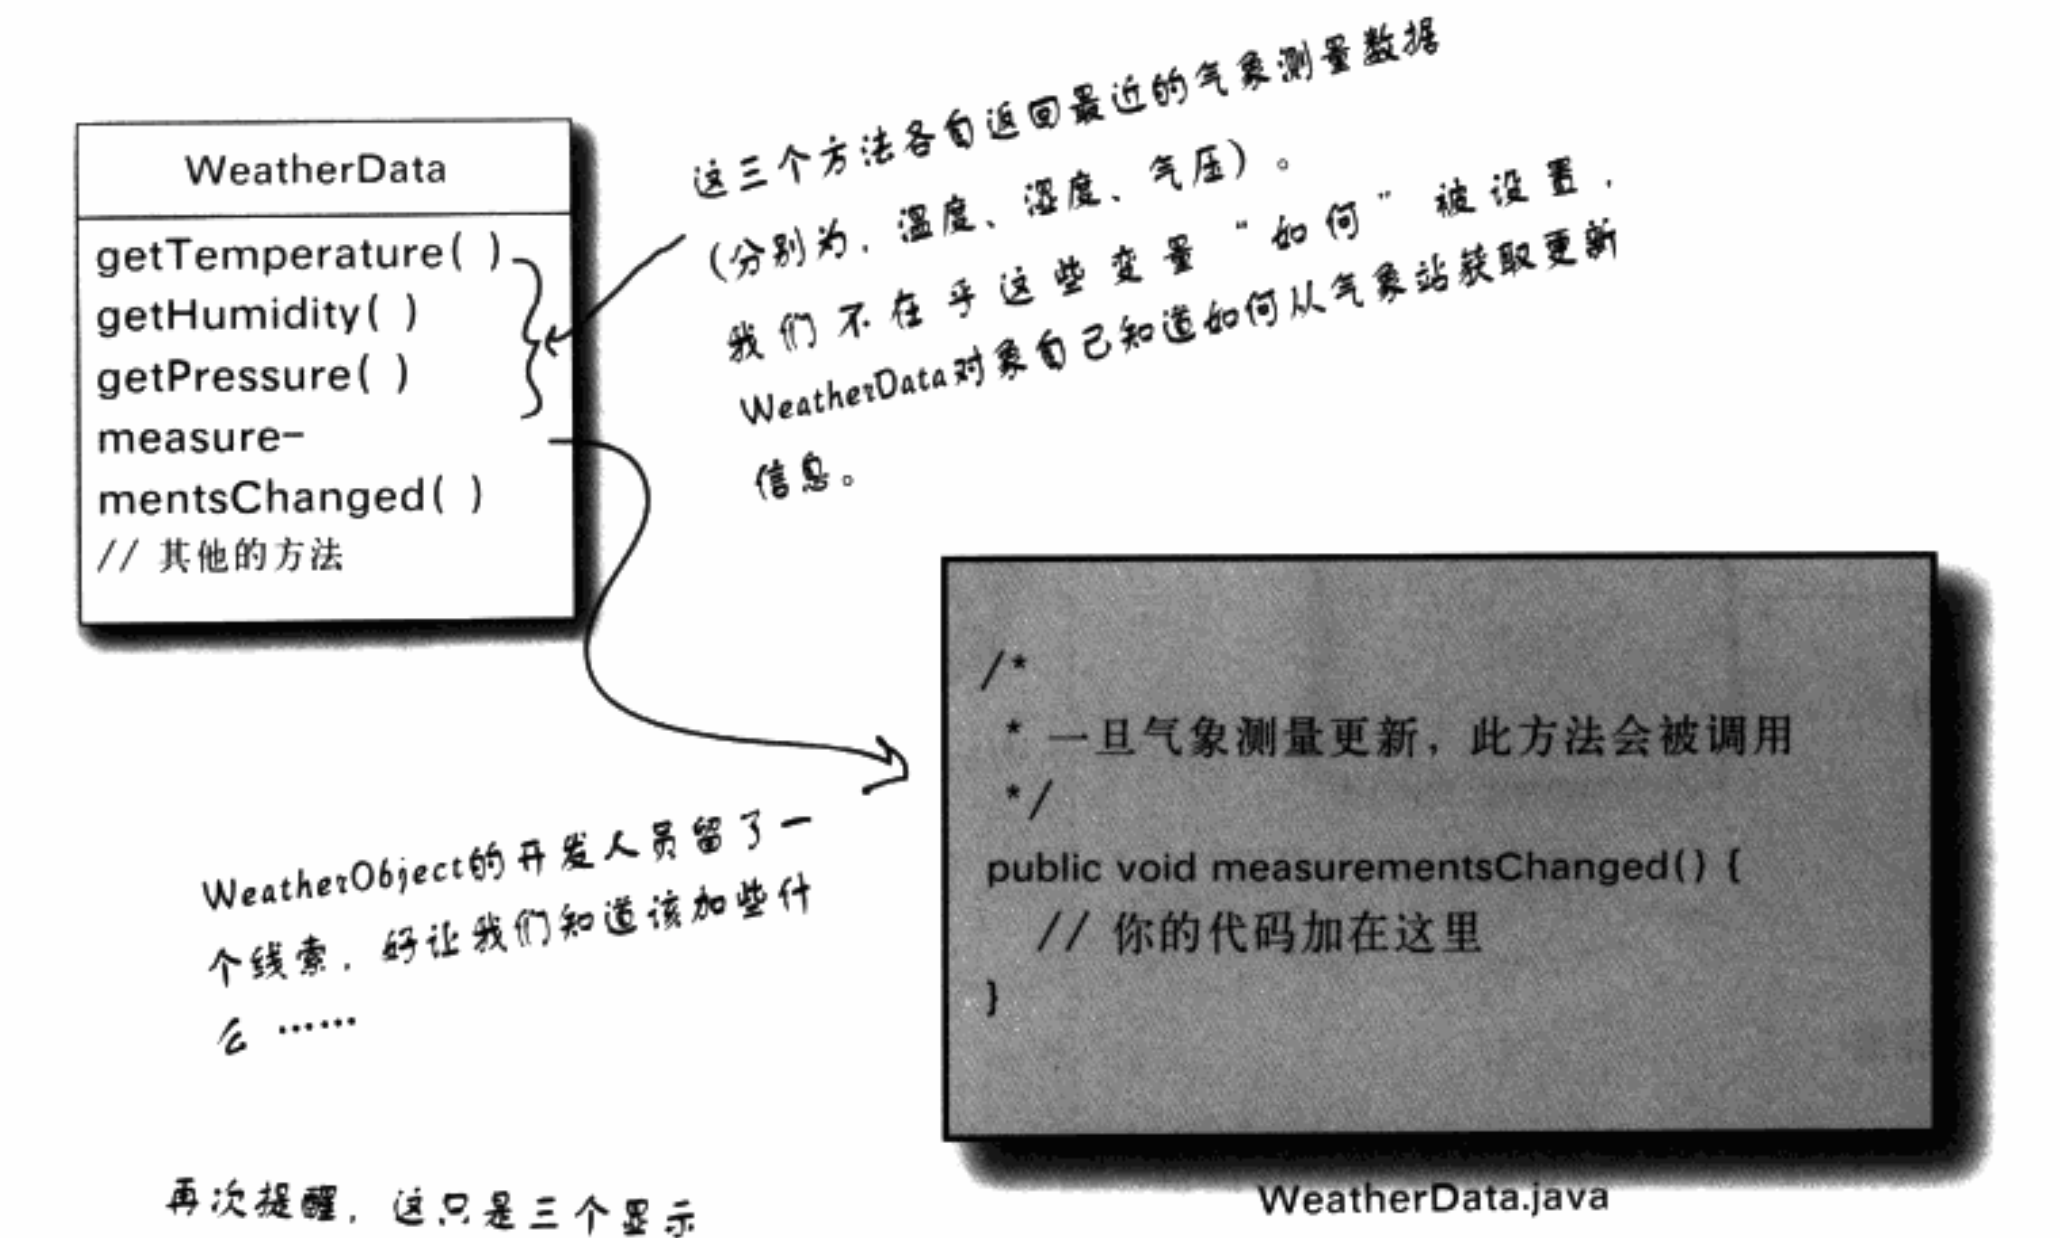 WeatherData
getTemperature( )
getHumidity( )
getPressure( )
measure-
mentsChanged( )
// 其他的方法
这三个方法各自返回最近的气象测量数据
(分别为，温度、湿度、气压)。
我们不在乎这些变量“如何”被设置，
WeatherData对象自己知道如何从气象站获取更新
信息。
/*
* 一旦气象测量更新，此方法会被调用
*/
public void measurementsChanged() {
// 你的代码加在这里
}
WeatherData.java
WeatherObject的开发人员留了一
个线索，好让我们知道该加些什
么 ……
再次提醒，这只是三个显示